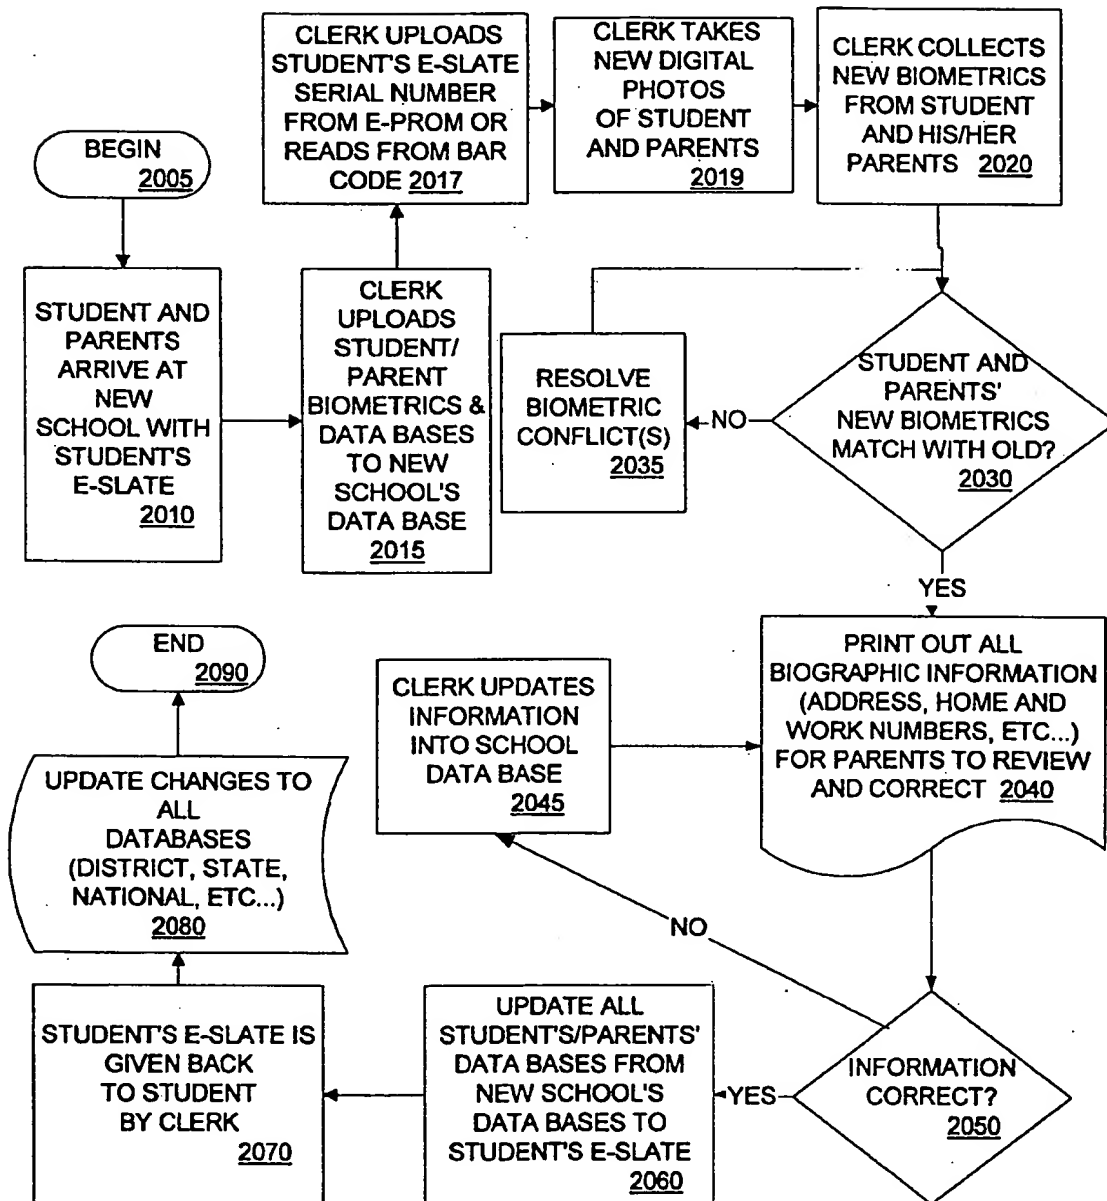 BEGIN
2005
STUDENT AND
PARENTS
ARRIVE AT
NEW
SCHOOL WITH
STUDENT'S
E-SLATE
2010
CLERK
UPLOADS
STUDENT/
PARENT
BIOMETRICS &
DATA BASES
TO NEW
SCHOOL'S
DATA BASE
2015
CLERK UPLOADS
STUDENT'S E-SLATE
SERIAL NUMBER
FROM E-PROM OR
READS FROM BAR
CODE 2017
CLERK TAKES
NEW DIGITAL
PHOTOS
OF STUDENT
AND PARENTS
2019
CLERK COLLECTS
NEW BIOMETRICS
FROM STUDENT
AND HIS/HER
PARENTS 2020
STUDENT AND
PARENTS'
NEW BIOMETRICS
MATCH WITH OLD?
2030
NO
RESOLVE
BIOMETRIC
CONFLICT(S)
2035
YES
PRINT OUT ALL
BIOGRAPHIC INFORMATION
(ADDRESS, HOME AND
WORK NUMBERS, ETC...)
FOR PARENTS TO REVIEW
AND CORRECT 2040
CLERK UPDATES
INFORMATION
INTO SCHOOL
DATA BASE
2045
NO
INFORMATION
CORRECT?
2050
YES
UPDATE ALL
STUDENT'S/PARENTS'
DATA BASES FROM
NEW SCHOOL'S
DATA BASES TO
STUDENT'S E-SLATE
2060
STUDENT'S E-SLATE IS
GIVEN BACK
TO STUDENT
BY CLERK
2070
UPDATE CHANGES TO
ALL
DATABASES
(DISTRICT, STATE,
NATIONAL, ETC...)
2080
END
2090